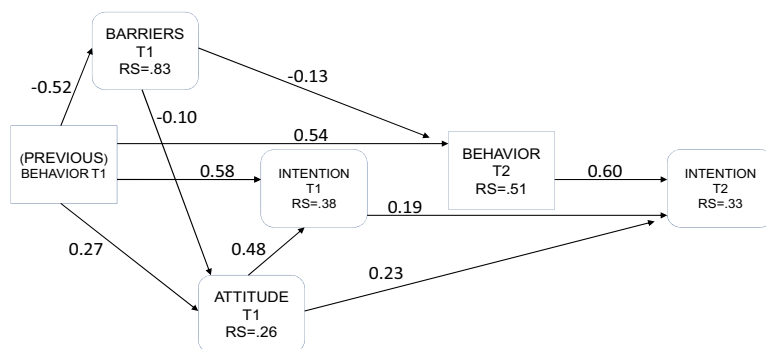 BARRIERS
T1
RS=.83
-0.52
-0.13
-0.10
0.54
(PREVIOUS)
BEHAVIOR T1
0.58
INTENTION
T1
RS=.38
BEHAVIOR
T2
RS=.51
0.60
INTENTION
T2
RS=.33
0.19
0.27
0.48
0.23
ATTITUDE
T1
RS=.26